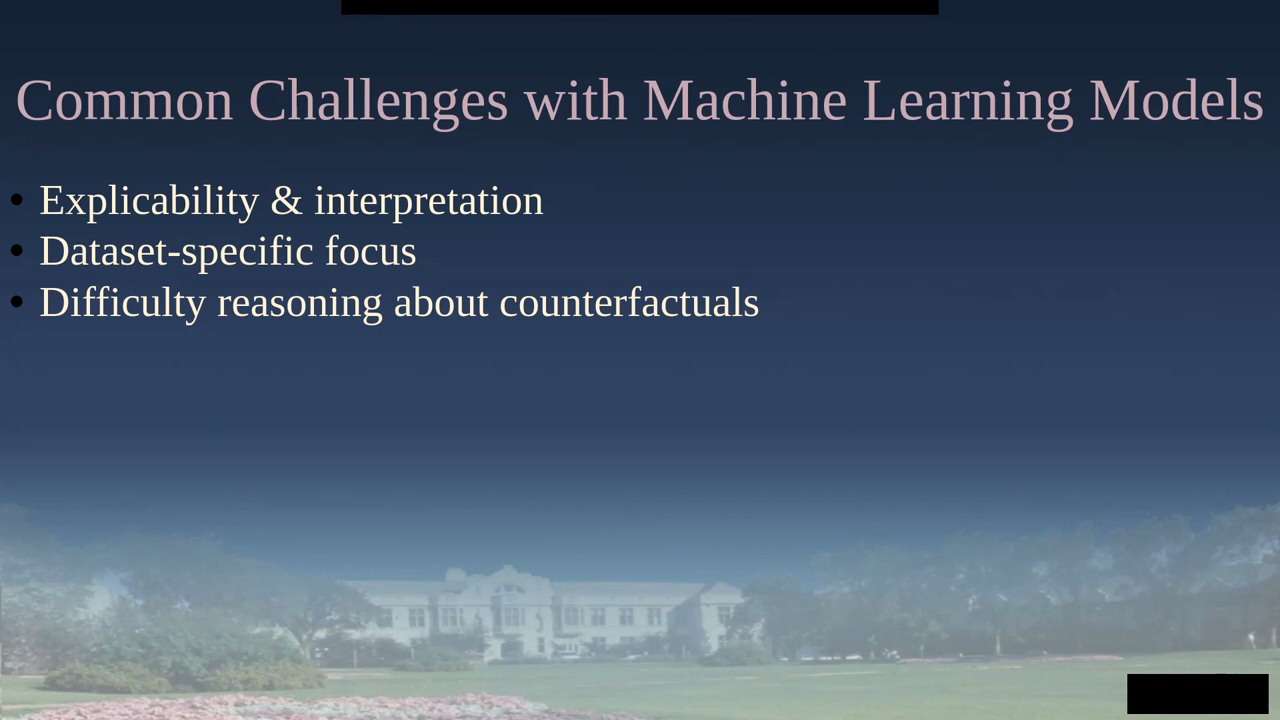 Common Challenges with Machine Learning Models
• Explicability & interpretation
• Dataset-specific focus
• Difficulty reasoning about counterfactuals